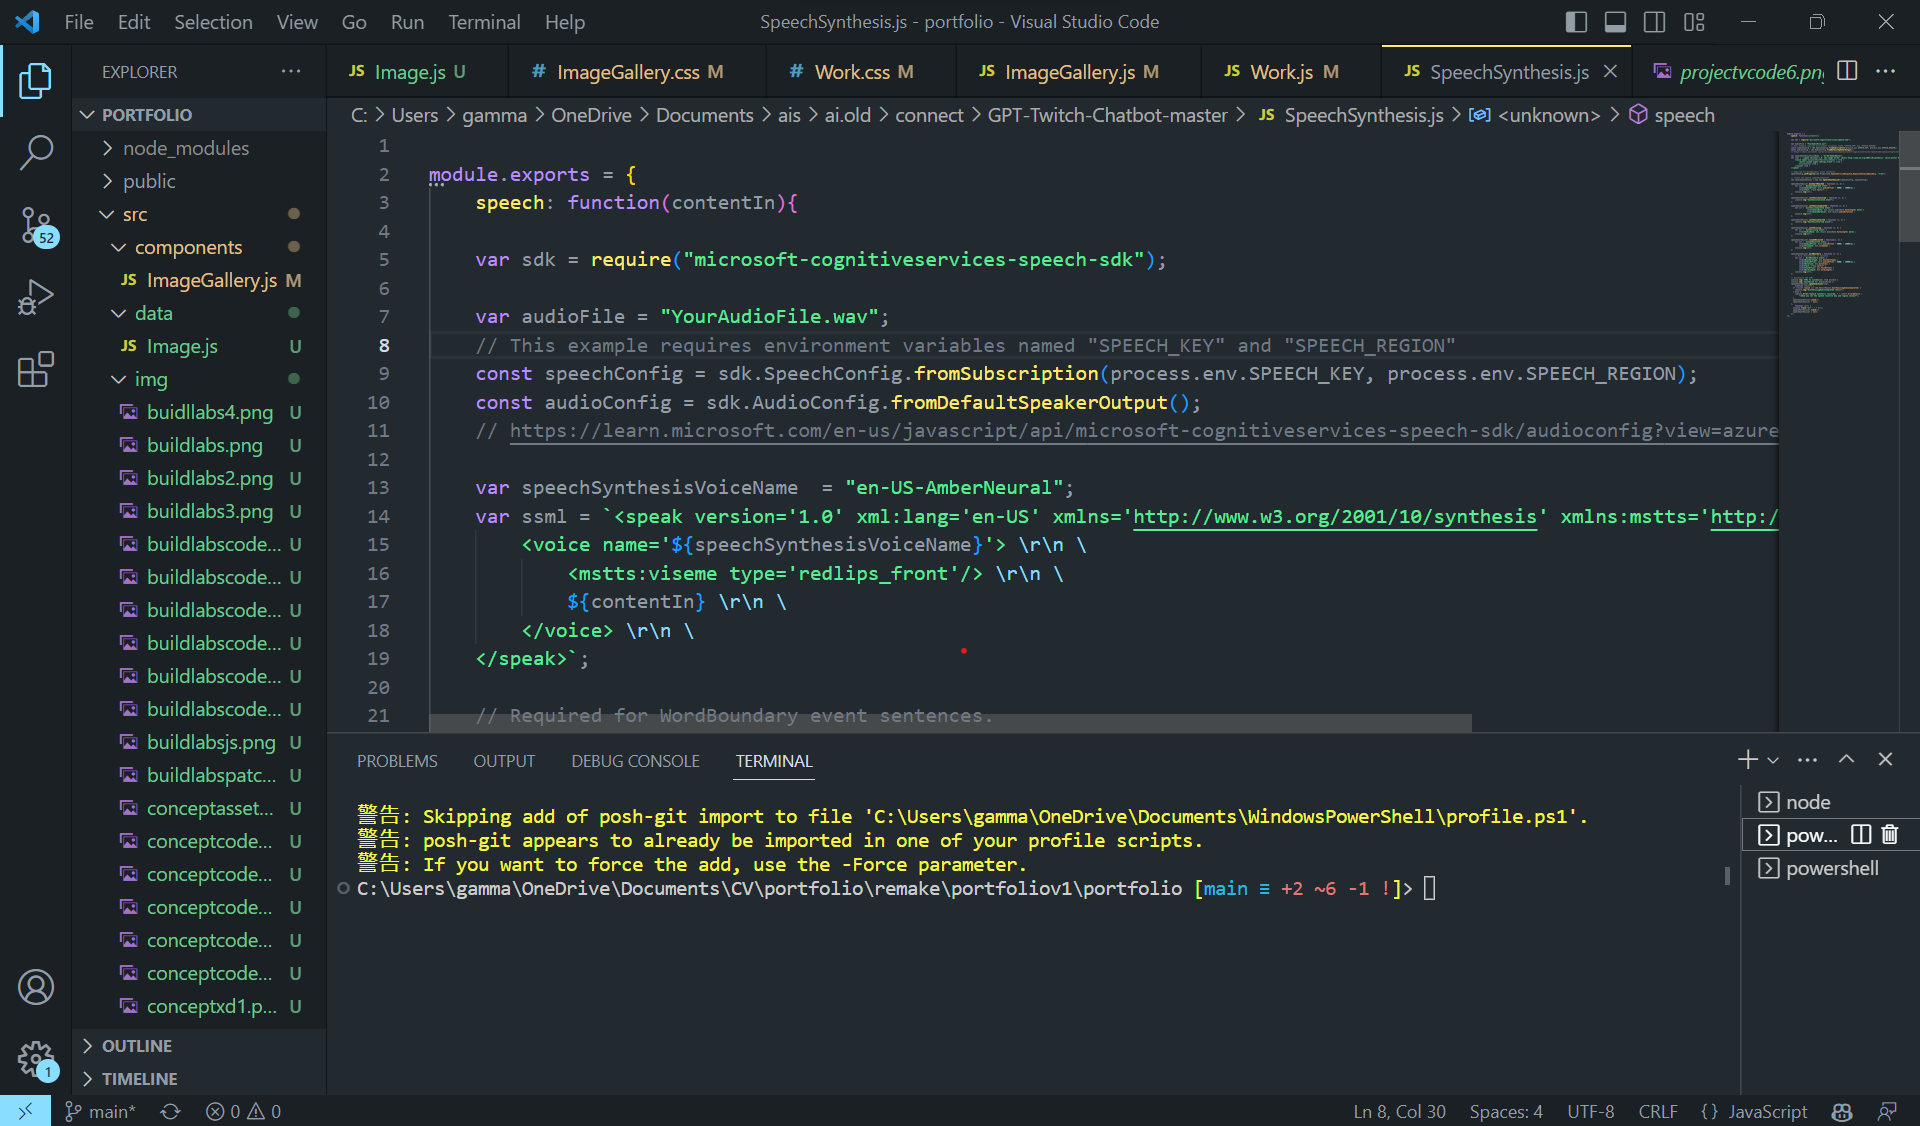 File Edit Selection View Go Run Terminal Help
SpeechSynthesis.js - portfolio - Visual Studio Code
EXPLORER
JS Image.js U
# ImageGallery.css M
# Work.css M
JS ImageGallery.js M
JS Work.js M
JS SpeechSynthesis.js
projectvcode6.pn
C: > Users > gamma > OneDrive > Documents > ais > ai.old > connect > GPT-Twitch-Chatbot-master > JS SpeechSynthesis.js > <unknown> > speech
PORTFOLIO
node_modules
public
src
components
JS ImageGallery.js M
data
JS Image.js U
img
buidllabs4.png U
buildlabs.png U
buildlabs2.png U
buildlabs3.png U
buildlabscode... U
buildlabscode... U
buildlabscode... U
buildlabscode... U
buildlabscode... U
buildlabscode... U
buildlabsjs.png U
buildlabspatc... U
conceptasset... U
conceptcode... U
conceptcode... U
conceptcode... U
conceptcode... U
conceptcode... U
conceptxd1.p... U
OUTLINE
TIMELINE
52
1
1
2 module.exports = {
3 speech: function(contentIn){
4
5 var sdk = require("microsoft-cognitiveservices-speech-sdk");
6
7 var audioFile = "YourAudioFile.wav";
8 // This example requires environment variables named "SPEECH_KEY" and "SPEECH_REGION"
9 const speechConfig = sdk.SpeechConfig.fromSubscription(process.env.SPEECH_KEY, process.env.SPEECH_REGION);
10 const audioConfig = sdk.AudioConfig.fromDefaultSpeakerOutput();
11 // https://learn.microsoft.com/en-us/javascript/api/microsoft-cognitiveservices-speech-sdk/audioconfig?view=azure
12
13 var speechSynthesisVoiceName  = "en-US-AmberNeural";
14 var ssml = `<speak version='1.0' xml:lang='en-US' xmlns='http://www.w3.org/2001/10/synthesis' xmlns:mstts='http:/
15 <voice name='${speechSynthesisVoiceName}'> \r\n \
16 <mstts:viseme type='redlips_front'/> \r\n \
17 ${contentIn} \r\n \
18 </voice> \r\n \
19 </speak>`;
20
21 // Required for WordBoundary event sentences.
PROBLEMS OUTPUT DEBUG CONSOLE TERMINAL
警告: Skipping add of posh-git import to file 'C:\Users\gamma\OneDrive\Documents\WindowsPowerShell\profile.ps1'.
警告: posh-git appears to already be imported in one of your profile scripts.
警告: If you want to force the add, use the -Force parameter.
C:\Users\gamma\OneDrive\Documents\CV\portfolio\remake\portfoliov1\portfolio [main ≡ +2 ~6 -1 !]>
node
pow...
powershell
main* 0 0
Ln 8, Col 30 Spaces: 4 UTF-8 CRLF {} JavaScript